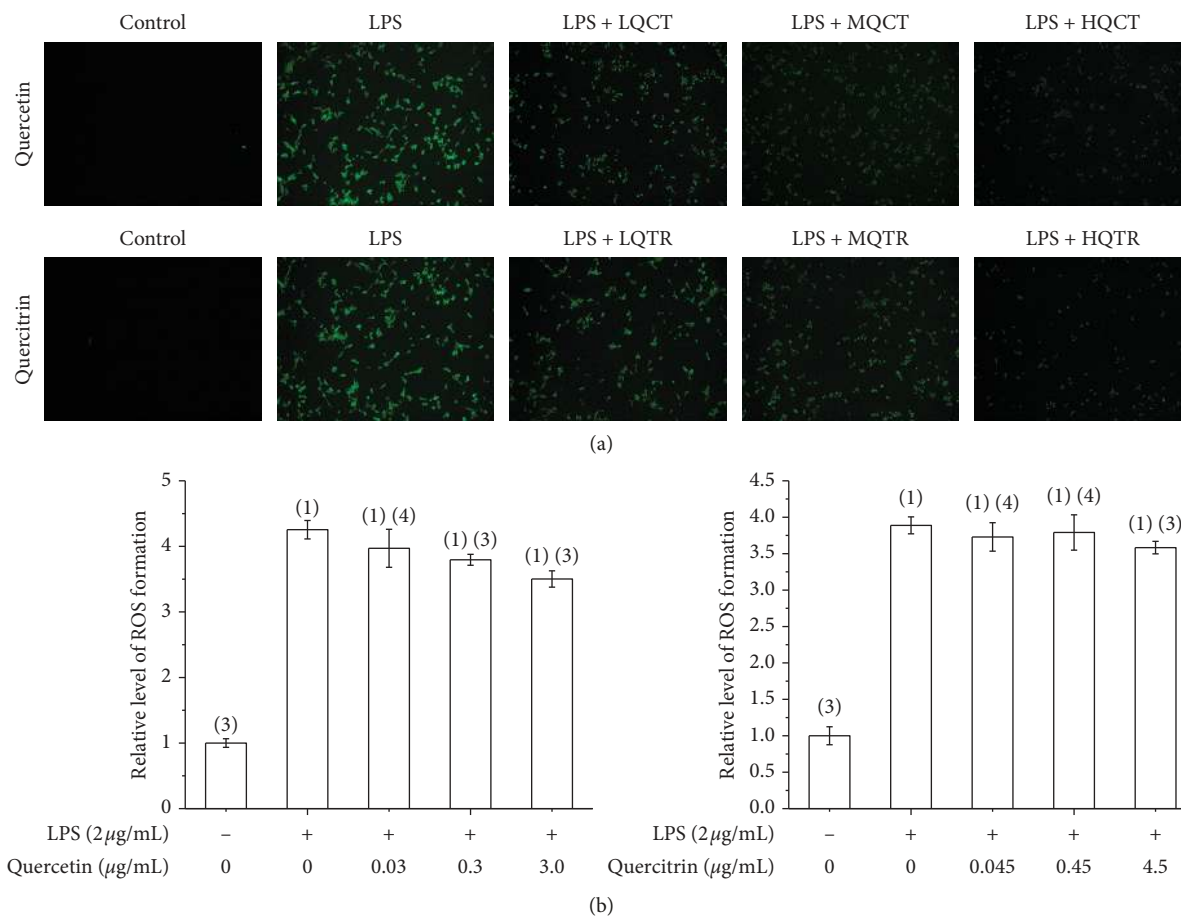 Control LPS LPS + LQCT LPS + MQCT LPS + HQCT
Quercetin
Control LPS LPS + LQTR LPS + MQTR LPS + HQTR
Quercitrin
(a)
Relative level of ROS formation
5
4
3
2
1
0
(3) (1) (1) (4) (1) (3) (1) (3)
LPS (2μg/mL) – + + + +
Quercetin (μg/mL) 0 0 0.03 0.3 3.0
Relative level of ROS formation
4.5
4.0
3.5
3.0
2.5
2.0
1.5
1.0
0.5
0.0
(3) (1) (1) (4) (1) (4) (1) (3)
LPS (2μg/mL) – + + + +
Quercitrin (μg/mL) 0 0 0.045 0.45 4.5
(b)